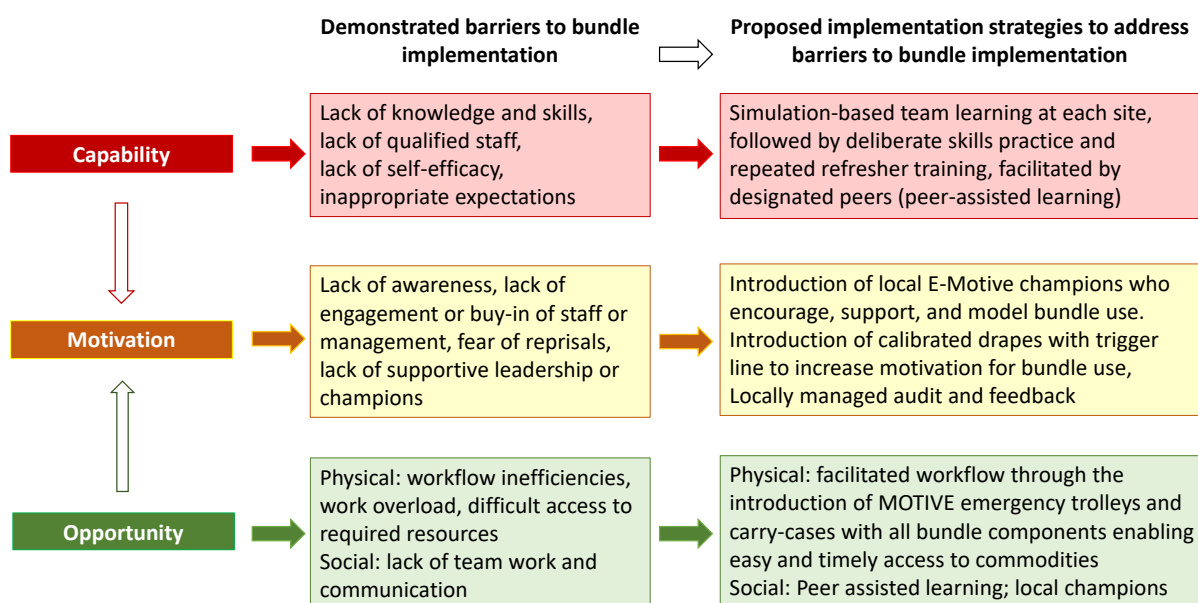 Demonstrated barriers to bundle
implementation
Proposed implementation strategies to address
barriers to bundle implementation
Capability
Lack of knowledge and skills,
lack of qualified staff,
lack of self-efficacy,
inappropriate expectations
Simulation-based team learning at each site,
followed by deliberate skills practice and
repeated refresher training, facilitated by
designated peers (peer-assisted learning)
Motivation
Lack of awareness, lack of
engagement or buy-in of staff or
management, fear of reprisals,
lack of supportive leadership or
champions
Introduction of local E-Motive champions who
encourage, support, and model bundle use.
Introduction of calibrated drapes with trigger
line to increase motivation for bundle use,
Locally managed audit and feedback
Opportunity
Physical: workflow inefficiencies,
work overload, difficult access to
required resources
Social: lack of team work and
communication
Physical: facilitated workflow through the
introduction of MOTIVE emergency trolleys and
carry-cases with all bundle components enabling
easy and timely access to commodities
Social: Peer assisted learning; local champions